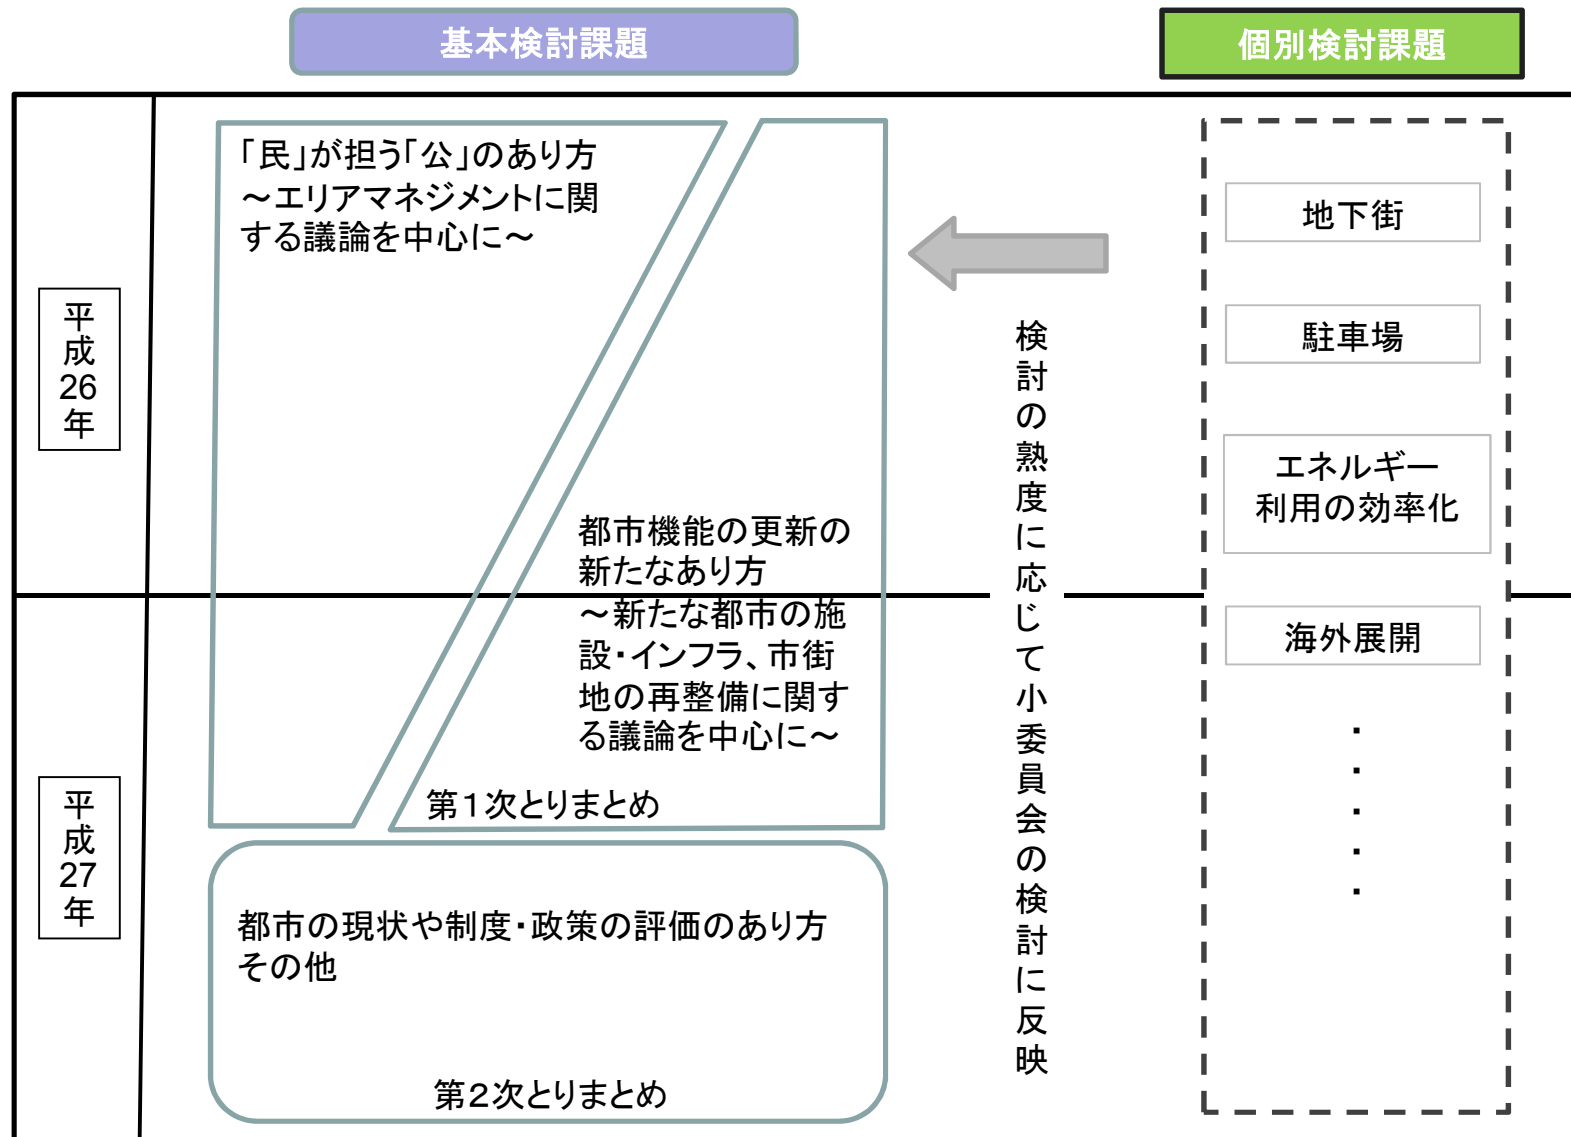 基本検討課題
個別検討課題
平成26年
「民」が担う「公」のあり方
～エリアマネジメントに関
する議論を中心に～
都市機能の更新の
新たなあり方
～新たな都市の施
設・インフラ、市街
地の再整備に関す
る議論を中心に～
第1次とりまとめ
検討の熟度に応じて小委員会の検討に反映
地下街
駐車場
エネルギー
利用の効率化
海外展開
・・・・・
平成27年
都市の現状や制度・政策の評価のあり方
その他
第2次とりまとめ